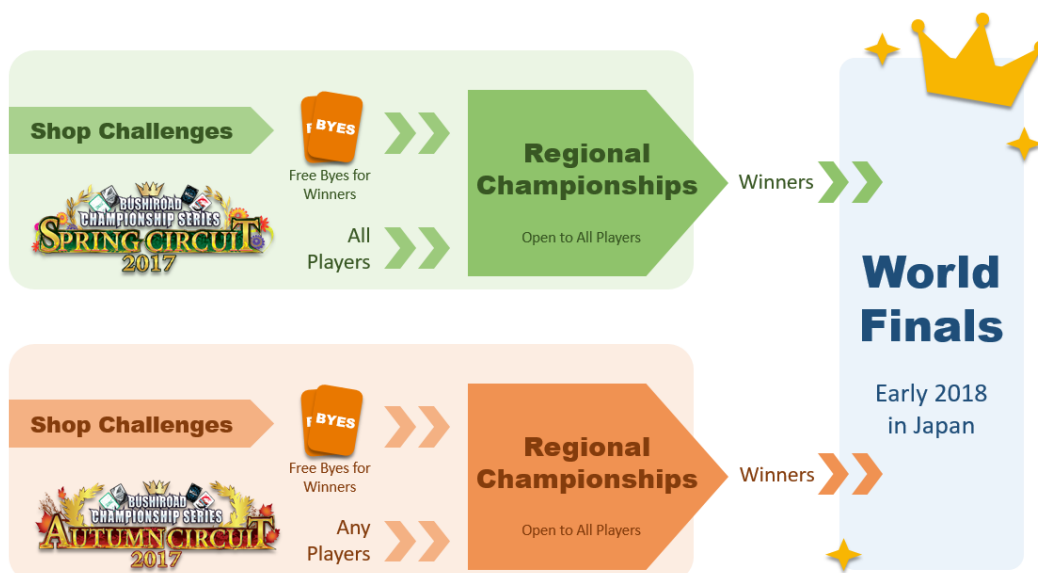 Shop Challenges
BYES
Free Byes for
Winners
BUSHIROAD
CHAMPIONSHIP SERIES
SPRING CIRCUIT
2017
All
Players
Regional
Championships
Open to All Players
Winners
World
Finals
Early 2018
in Japan
Shop Challenges
BYES
Free Byes for
Winners
BUSHIROAD
CHAMPIONSHIP SERIES
AUTUMN CIRCUIT
2017
Any
Players
Regional
Championships
Open to All Players
Winners